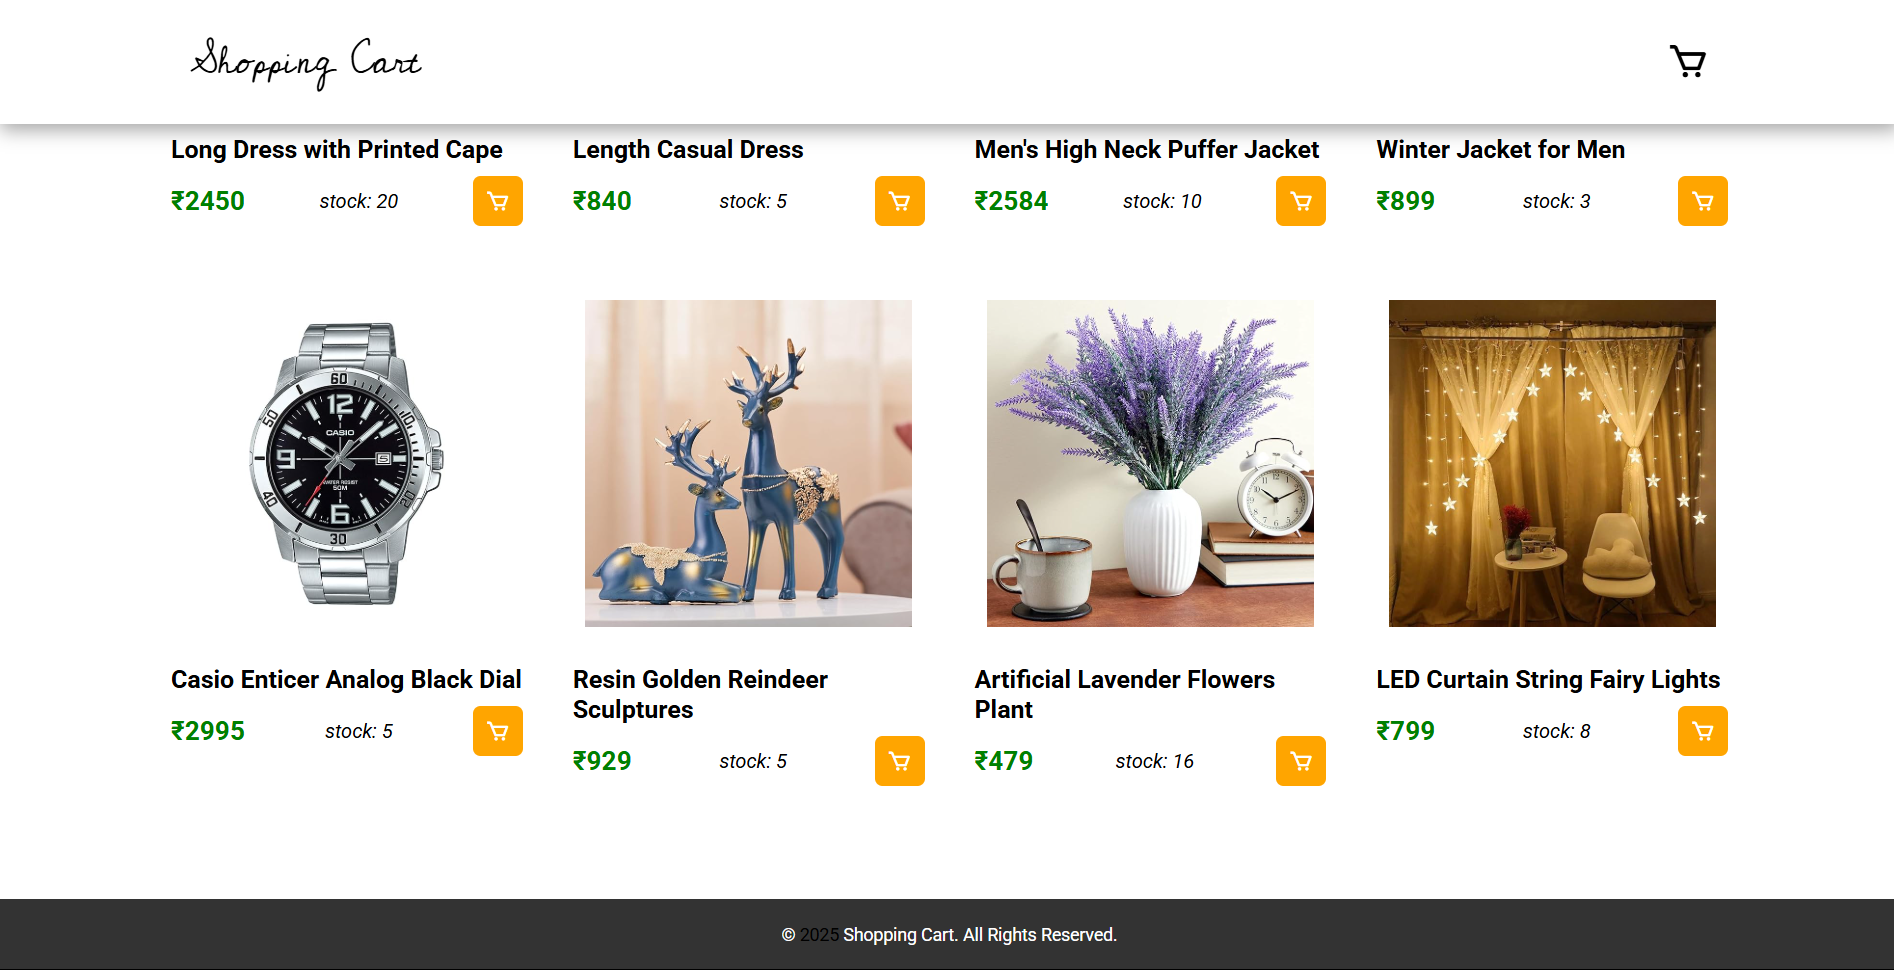 Shopping Cart
Long Dress with Printed Cape
Length Casual Dress
Men's High Neck Puffer Jacket
Winter Jacket for Men
₹2450 stock: 20
₹840 stock: 5
₹2584 stock: 10
₹899 stock: 3
60
10
20
30
40
50
12
CASIO
9
5
WATER RESIST
50M
6
Casio Enticer Analog Black Dial
₹2995 stock: 5
Resin Golden Reindeer
Sculptures
₹929 stock: 5
Artificial Lavender Flowers
Plant
₹479 stock: 16
LED Curtain String Fairy Lights
₹799 stock: 8
© 2025 Shopping Cart. All Rights Reserved.